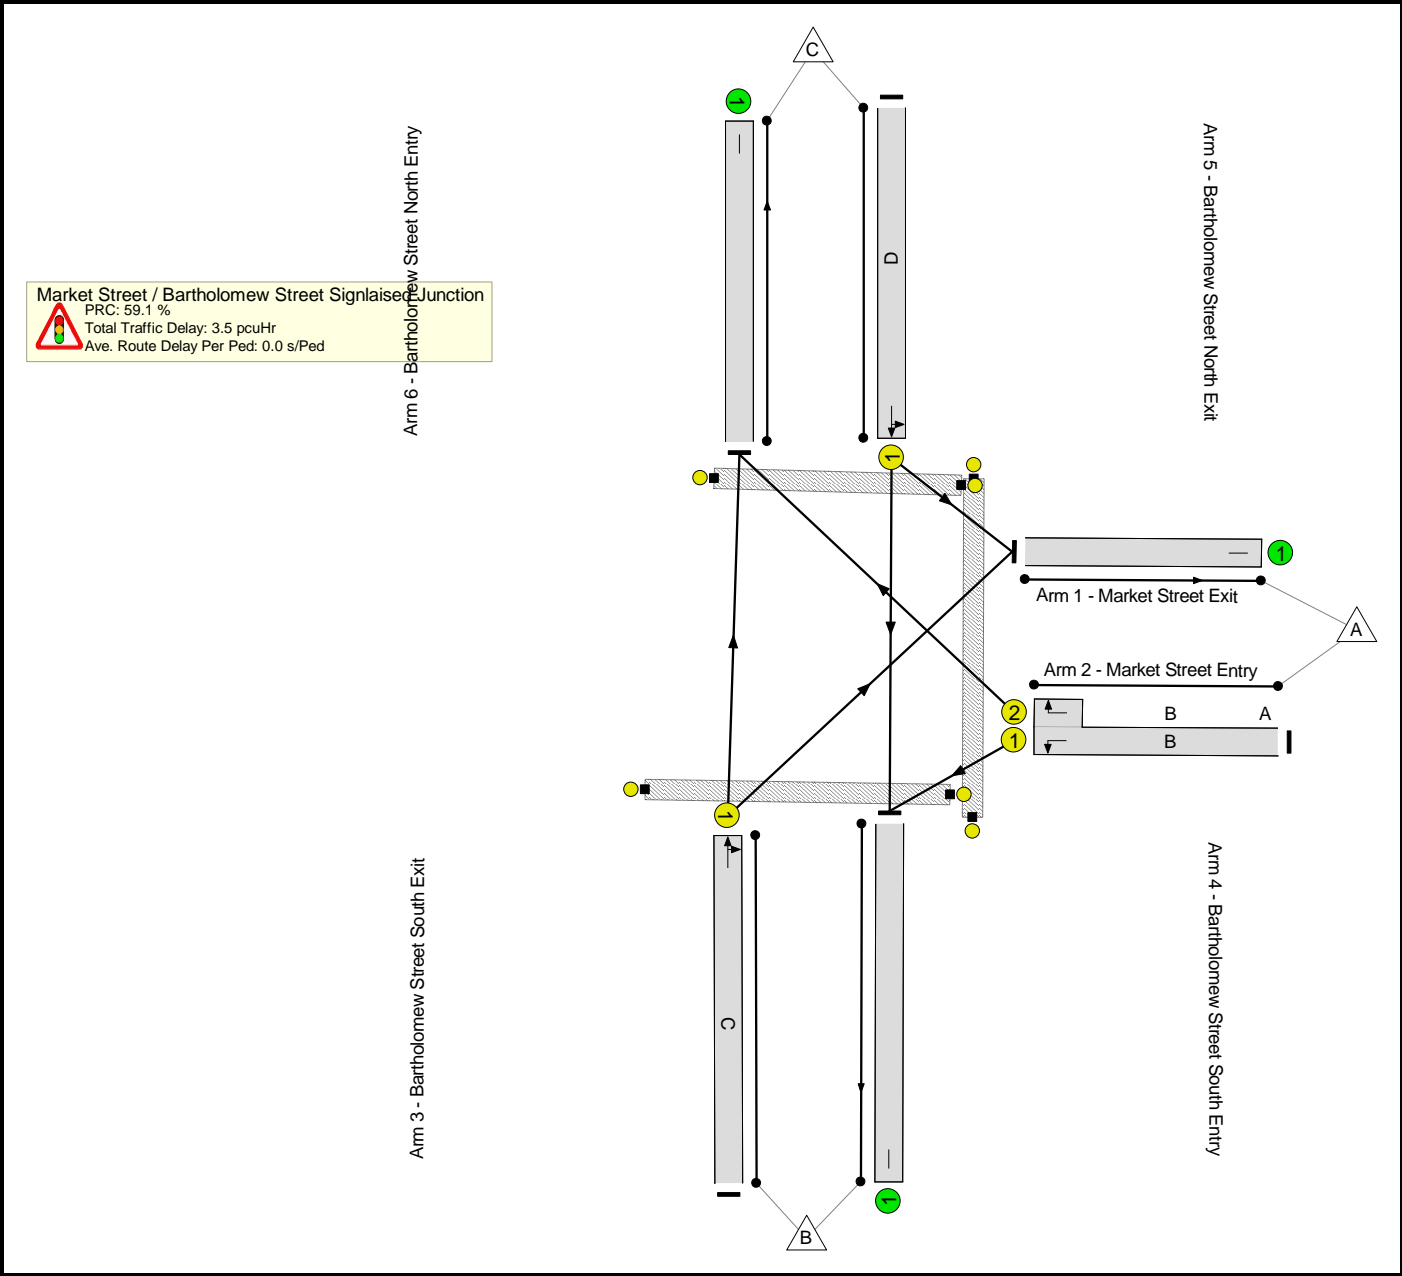 C
1
Arm 6 - Bartholomew Street North Entry
Arm 5 - Bartholomew Street North Exit
D
Market Street / Bartholomew Street Signlaised Junction
PRC: 59.1 %
Total Traffic Delay: 3.5 pcuHr
Ave. Route Delay Per Ped: 0.0 s/Ped
1
1
Arm 1 - Market Street Exit
A
Arm 2 - Market Street Entry
2
B A
1
B
1
Arm 3 - Bartholomew Street South Exit
Arm 4 - Bartholomew Street South Entry
C
1
B